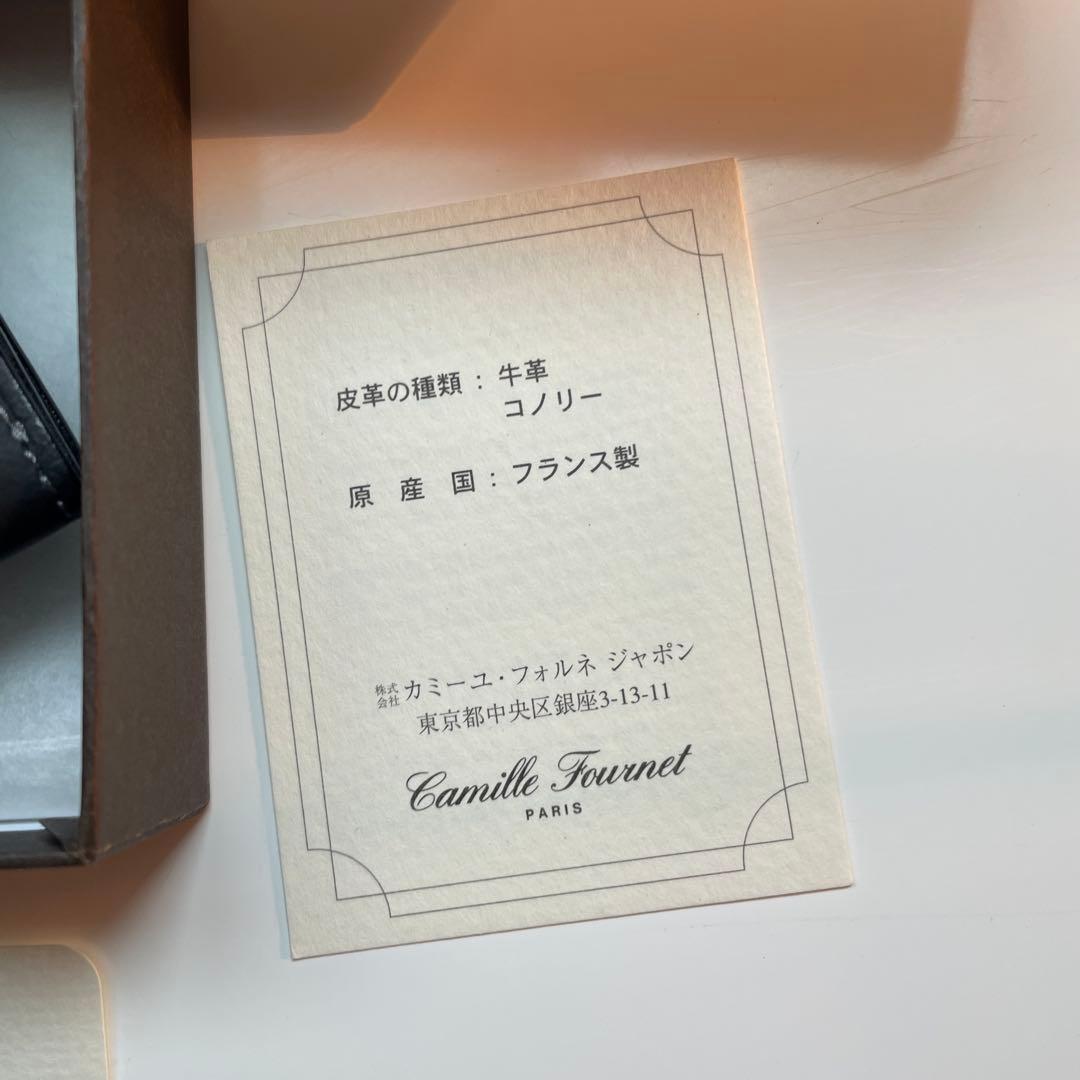 皮革の種類：牛革
コノリー
原産国：フランス製
株式会社 カミーユ・フォルネ ジャポン
東京都中央区銀座3-13-11
Camille Fournet
PARIS